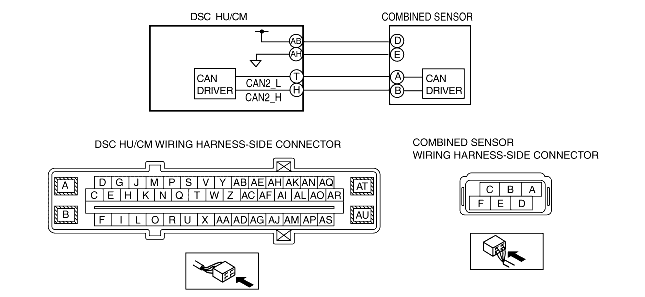 DSC HU/CM
COMBINED SENSOR
AB
D
AH
E
CAN
DRIVER
T
CAN2_L
A
CAN
DRIVER
H
CAN2_H
B
DSC HU/CM WIRING HARNESS-SIDE CONNECTOR
COMBINED SENSOR
WIRING HARNESS-SIDE CONNECTOR
A
D G J M P S V Y AB AE AH AK AN AQ
AT
C E H K N Q T W Z AC AF AI AL AO AR
B
F I L O R U X AA AD AG AJ AM AP AS
AU
C B A
F E D